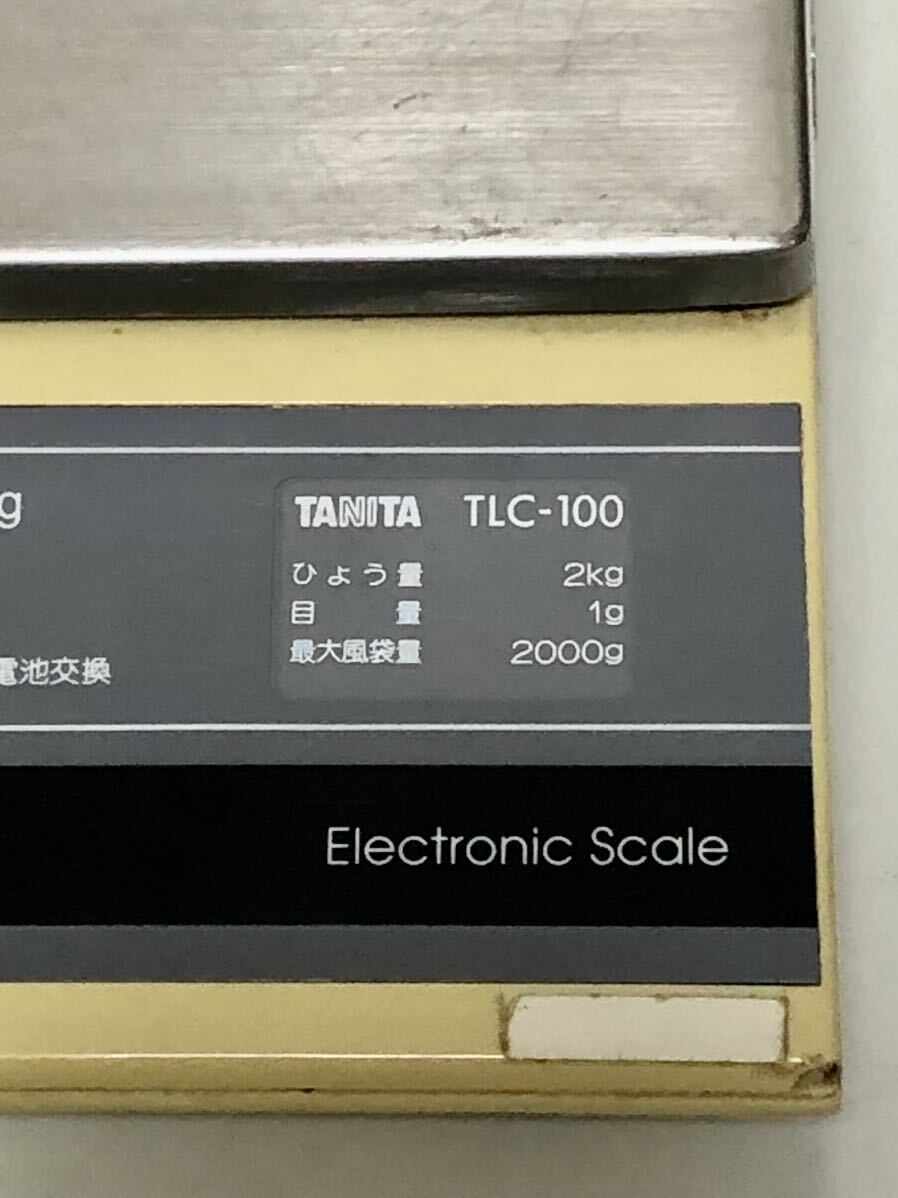 g
TANITA TLC-100
ひょう量 2kg
目量 1g
最大風袋量 2000g
電池交換
Electronic Scale